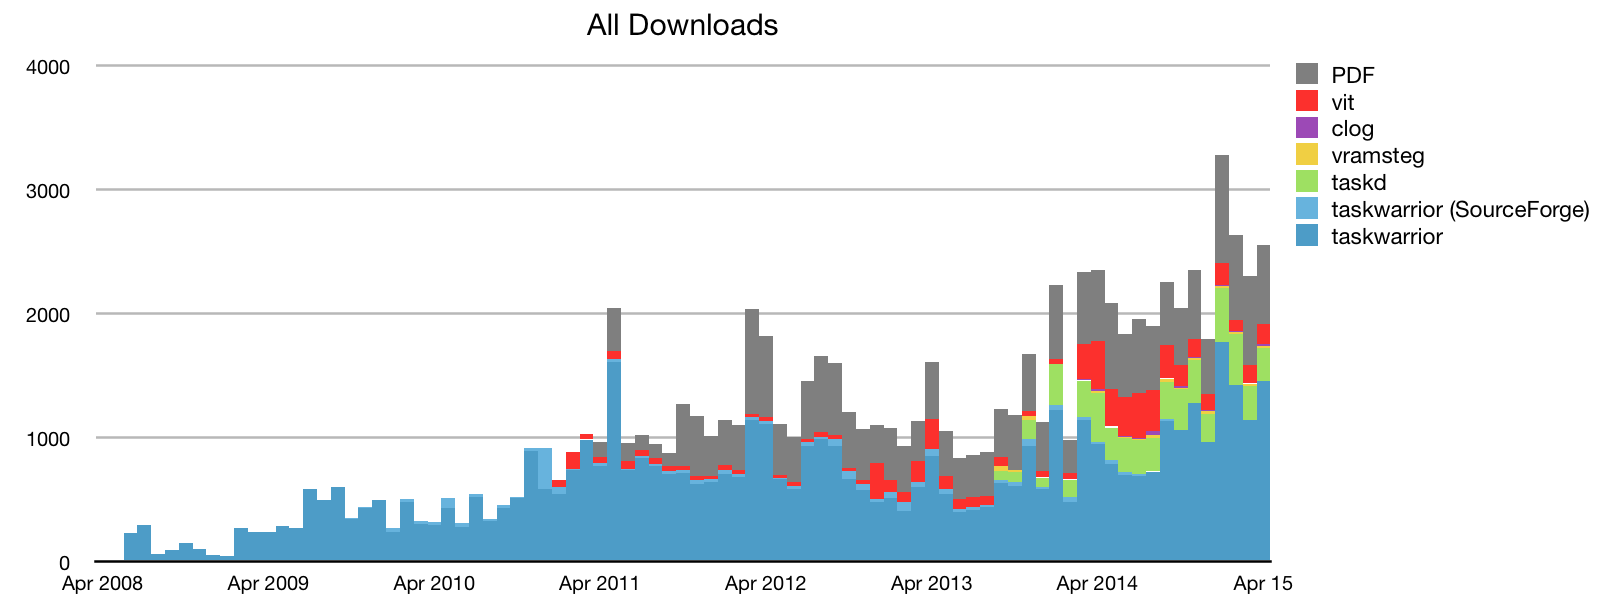 All Downloads
4000
3000
2000
1000
0
Apr 2008 Apr 2009 Apr 2010 Apr 2011 Apr 2012 Apr 2013 Apr 2014 Apr 15
PDF
vit
clog
vramsteg
taskd
taskwarrior (SourceForge)
taskwarrior